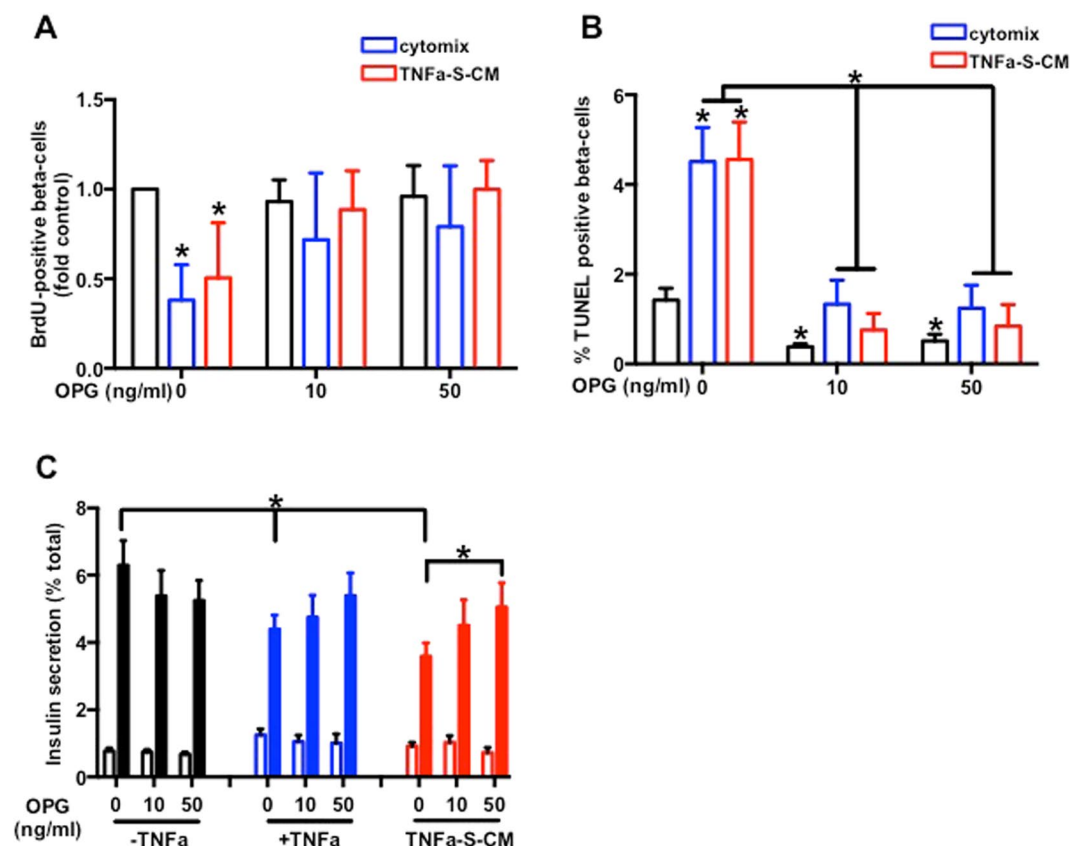 A
cytomix
TNFa-S-CM
BrdU-positive beta-cells
(fold control)
1.5
1.0
0.5
0.0
*
*
OPG (ng/ml) 0 10 50
B
cytomix
TNFa-S-CM
% TUNEL positive beta-cells
6
4
2
0
*
* *
*
*
OPG (ng/ml) 0 10 50
C
Insulin secretion (% total)
8
6
4
2
0
*
*
OPG 0 10 50 0 10 50 0 10 50
(ng/ml) -TNFa +TNFa TNFa-S-CM